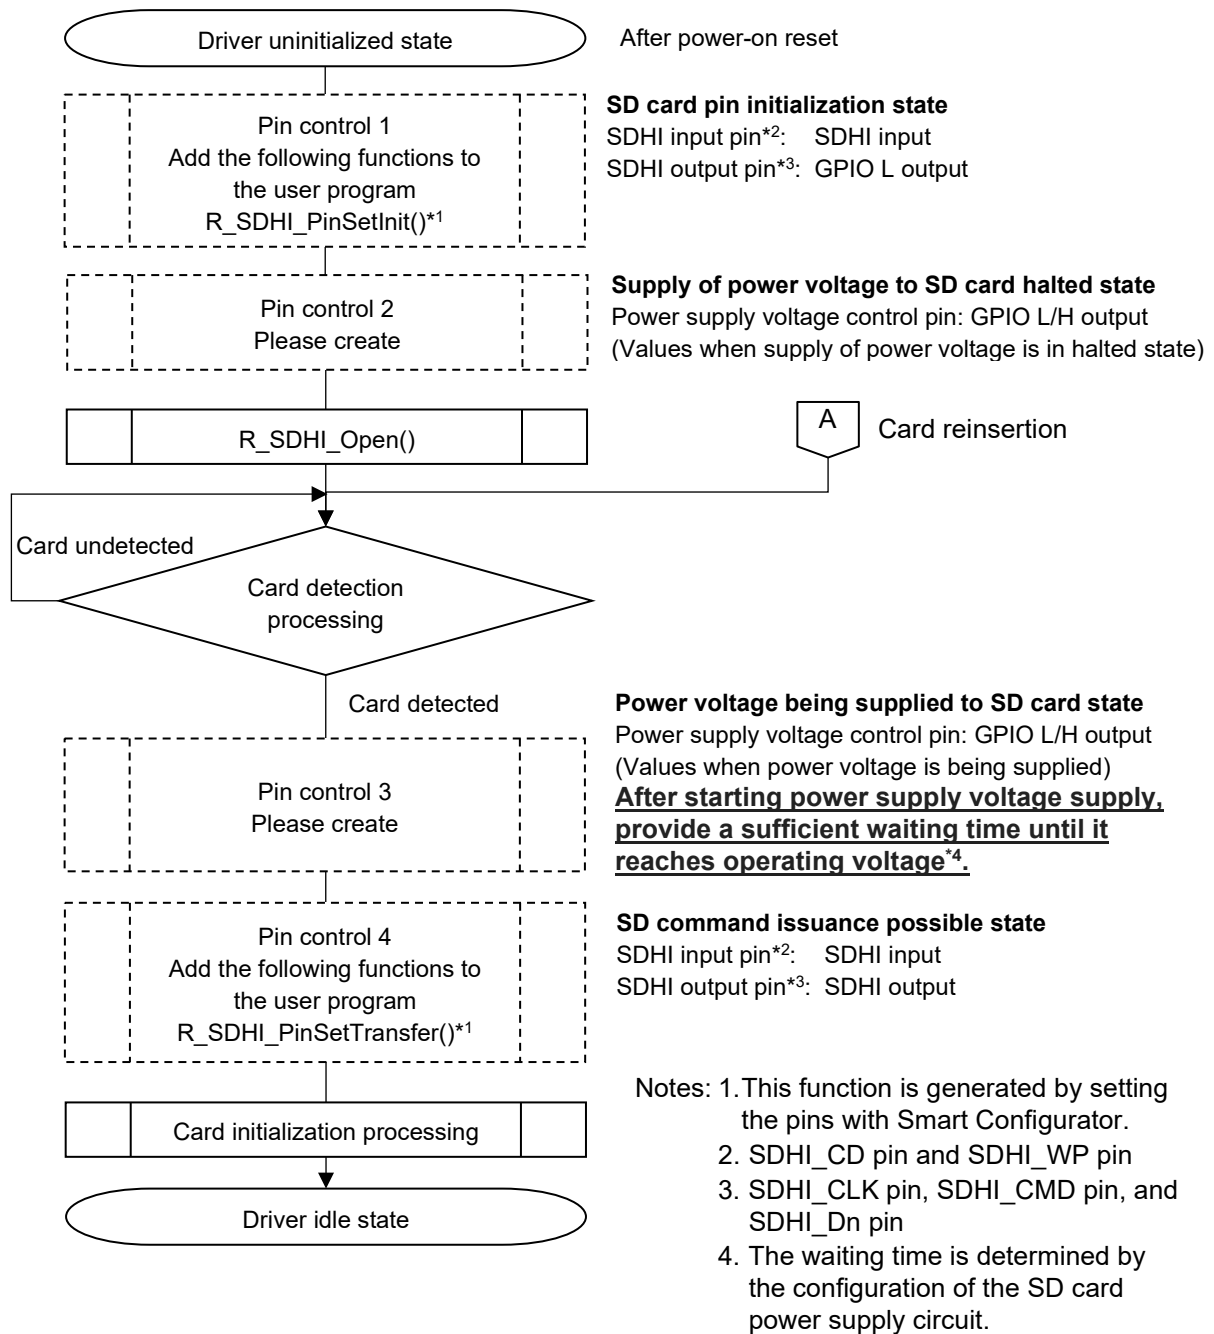 Driver uninitialized state
After power-on reset
Pin control 1
Add the following functions to
the user program
R_SDHI_PinSetInit()*1
SD card pin initialization state
SDHI input pin*2: SDHI input
SDHI output pin*3: GPIO L output
Pin control 2
Please create
Supply of power voltage to SD card halted state
Power supply voltage control pin: GPIO L/H output
(Values when supply of power voltage is in halted state)
R_SDHI_Open()
A
Card reinsertion
Card undetected
Card detection
processing
Card detected
Pin control 3
Please create
Power voltage being supplied to SD card state
Power supply voltage control pin: GPIO L/H output
(Values when power voltage is being supplied)
After starting power supply voltage supply,
provide a sufficient waiting time until it
reaches operating voltage*4.
Pin control 4
Add the following functions to
the user program
R_SDHI_PinSetTransfer()*1
SD command issuance possible state
SDHI input pin*2: SDHI input
SDHI output pin*3: SDHI output
Card initialization processing
Driver idle state
Notes: 1.This function is generated by setting
the pins with Smart Configurator.
2. SDHI_CD pin and SDHI_WP pin
3. SDHI_CLK pin, SDHI_CMD pin, and
SDHI_Dn pin
4. The waiting time is determined by
the configuration of the SD card
power supply circuit.